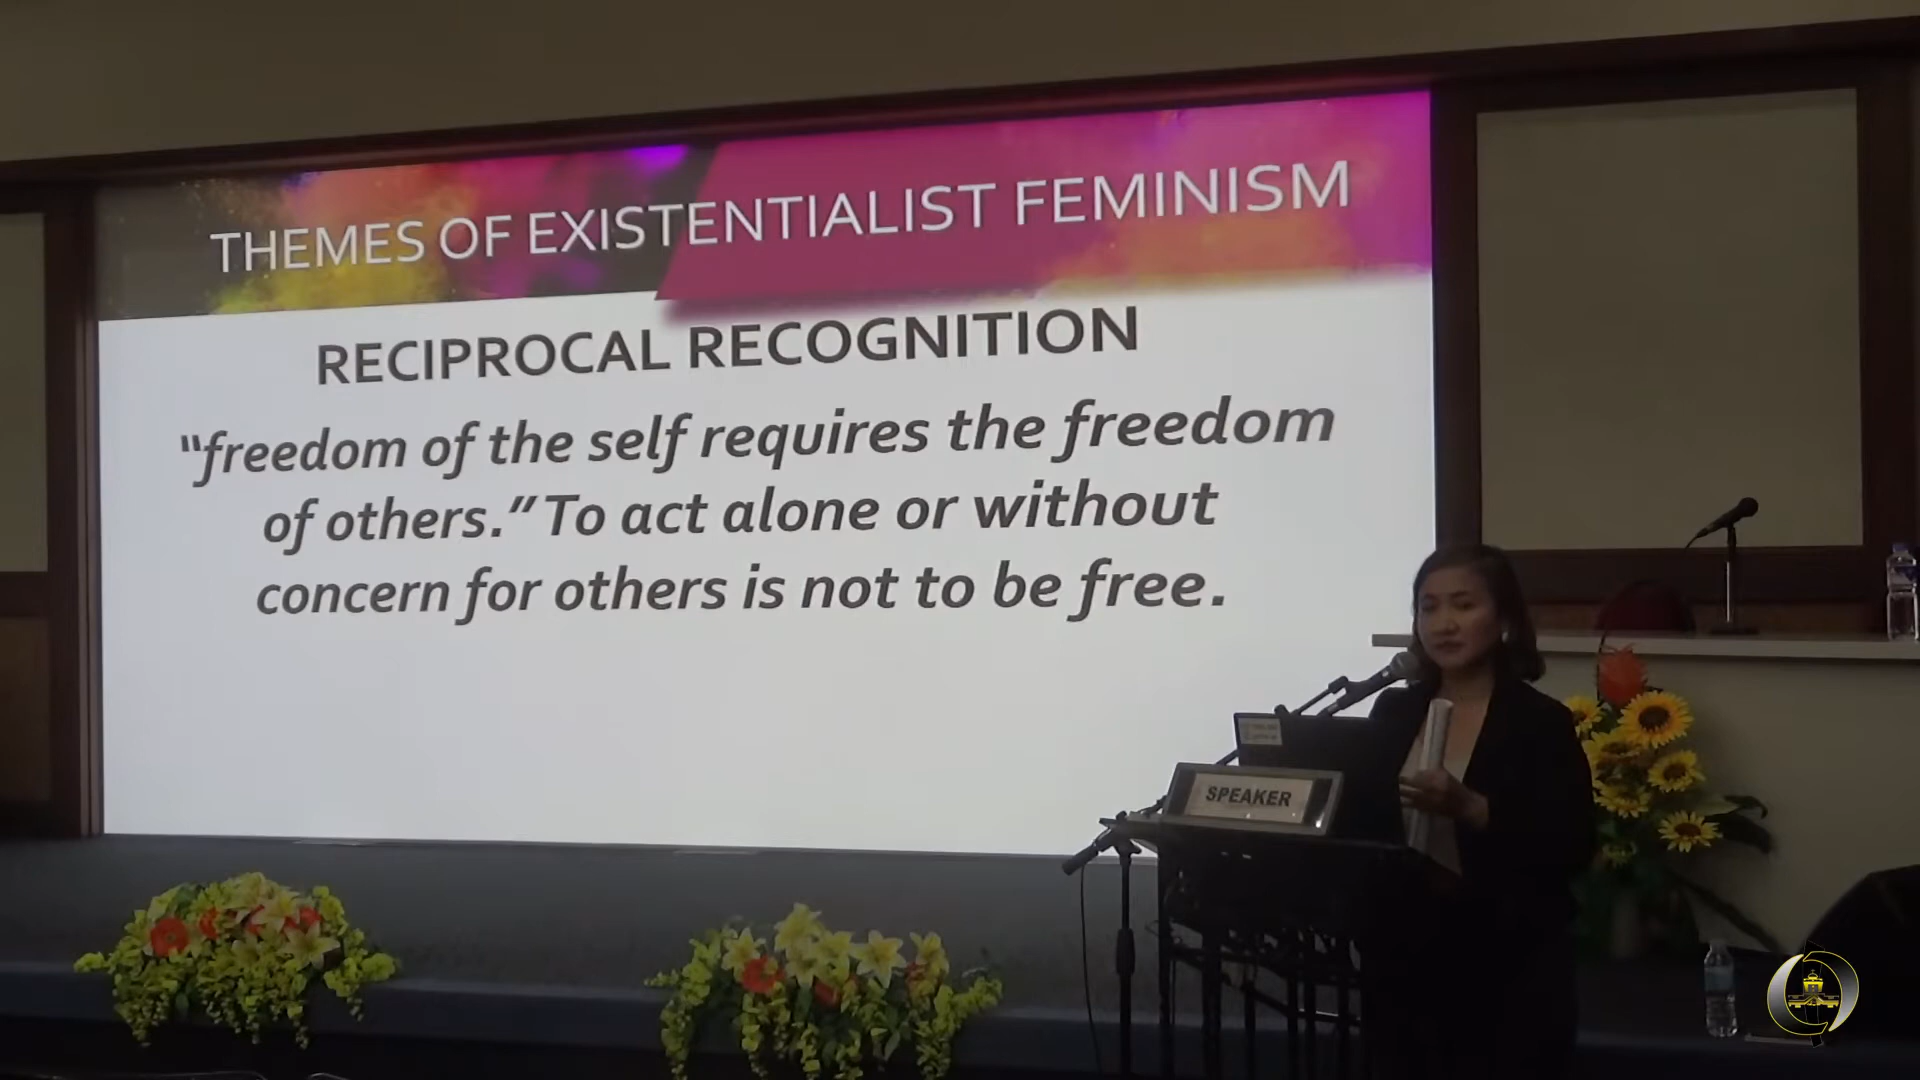 THEMES OF EXISTENTIALIST FEMINISM
RECIPROCAL RECOGNITION
“freedom of the self requires the freedom
of others.” To act alone or without
concern for others is not to be free.
SPEAKER